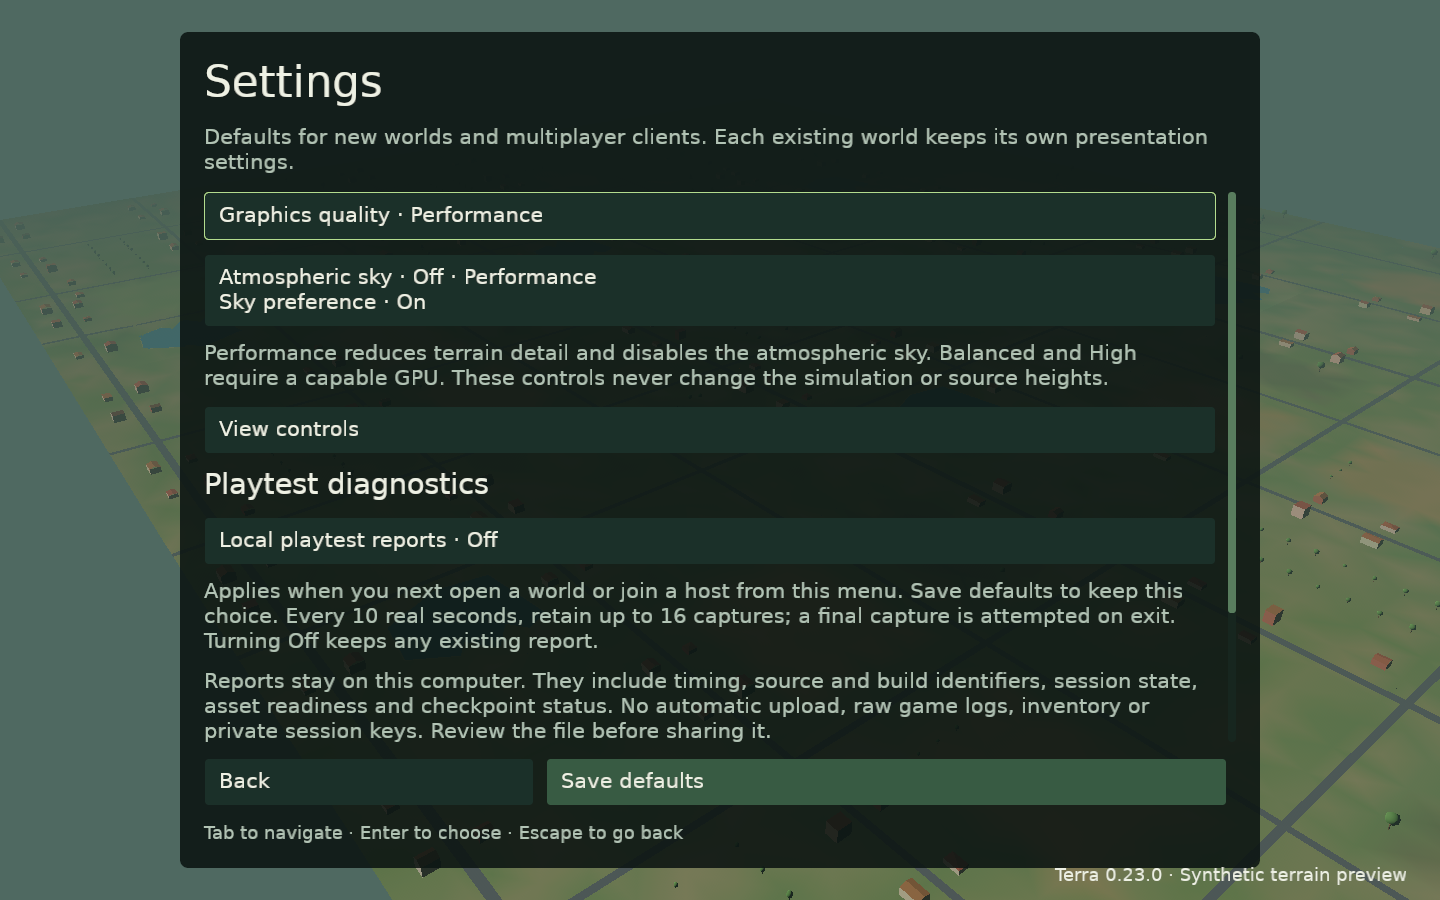 Settings
Defaults for new worlds and multiplayer clients. Each existing world keeps its own presentation
settings.
Graphics quality · Performance
Atmospheric sky · Off · Performance
Sky preference · On
Performance reduces terrain detail and disables the atmospheric sky. Balanced and High
require a capable GPU. These controls never change the simulation or source heights.
View controls
Playtest diagnostics
Local playtest reports · Off
Applies when you next open a world or join a host from this menu. Save defaults to keep this
choice. Every 10 real seconds, retain up to 16 captures; a final capture is attempted on exit.
Turning Off keeps any existing report.
Reports stay on this computer. They include timing, source and build identifiers, session state,
asset readiness and checkpoint status. No automatic upload, raw game logs, inventory or
private session keys. Review the file before sharing it.
Back
Save defaults
Tab to navigate · Enter to choose · Escape to go back
Terra 0.23.0 · Synthetic terrain preview